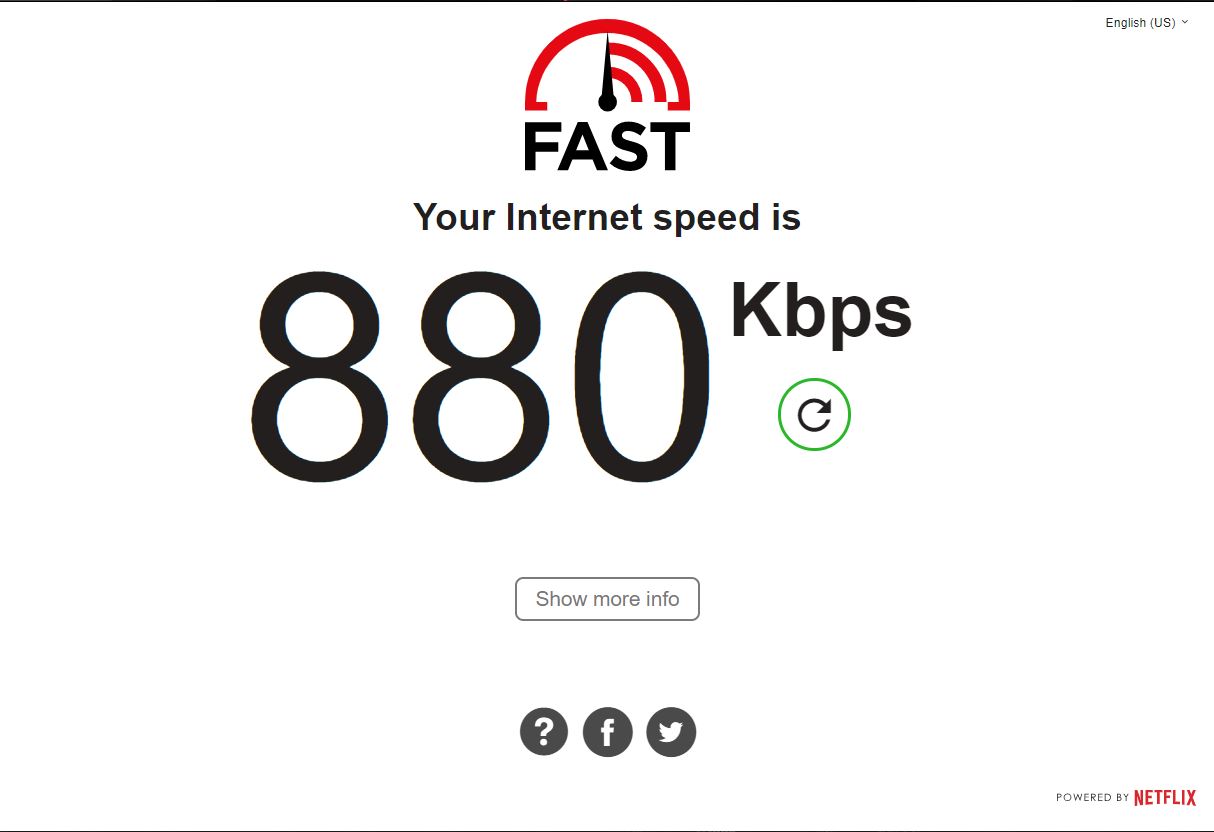 English (US)
FAST
Your Internet speed is
880 Kbps
Show more info
?
f
POWERED BY NETFLIX